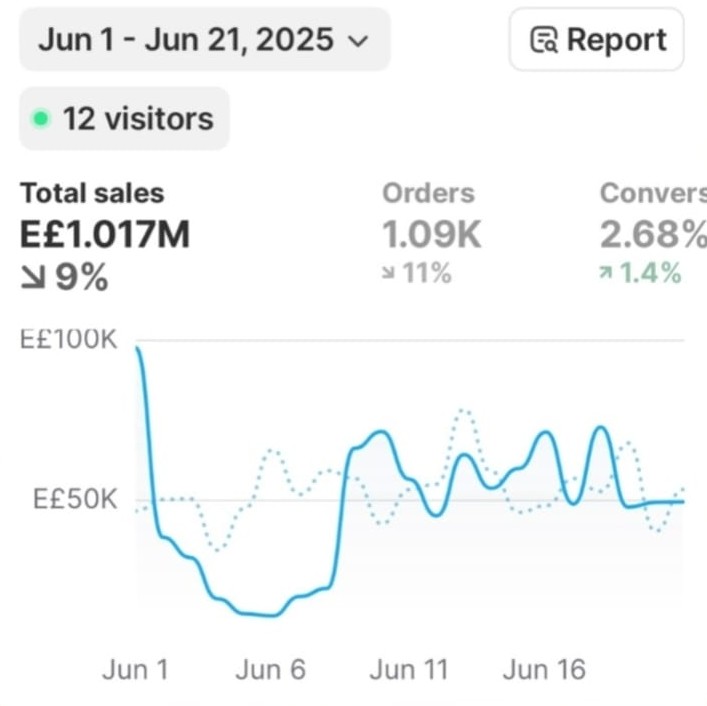 Jun 1 - Jun 21, 2025
Report
12 visitors
Total sales
E£1.017M
9%
Orders
1.09K
11%
Convers
2.68%
1.4%
E£100K
E£50K
Jun 1
Jun 6
Jun 11
Jun 16